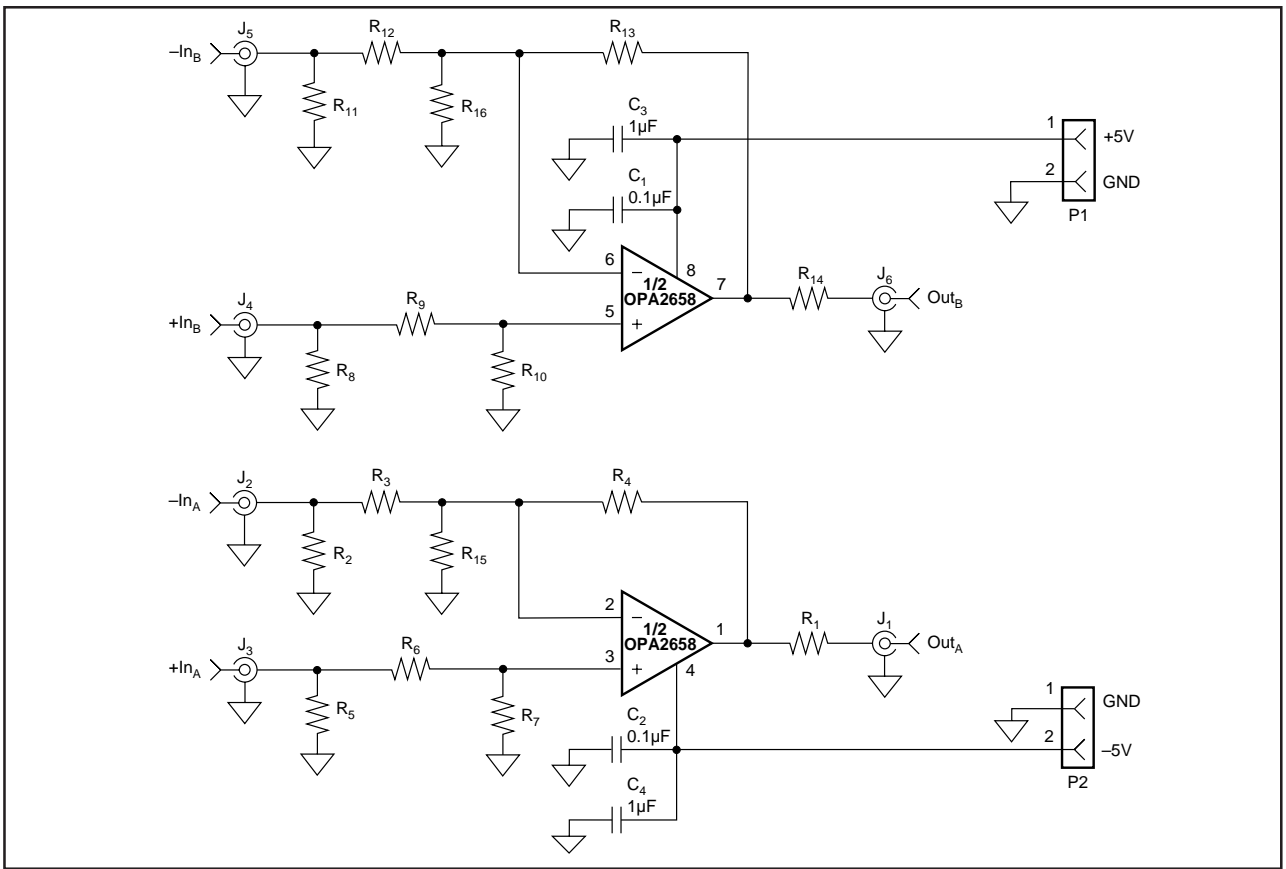 J5
–InB
R12
R13
R11
R16
C3
1µF
C1
0.1µF
1
+5V
2
GND
P1
6
–
8
1/2
OPA2658
7
5
+
R14
J6
OutB
J4
+InB
R9
R8
R10
J2
–InA
R3
R4
R2
R15
2
–
1/2
OPA2658
1
3
+
4
R1
J1
OutA
J3
+InA
R6
R5
R7
C2
0.1µF
C4
1µF
1
GND
2
–5V
P2